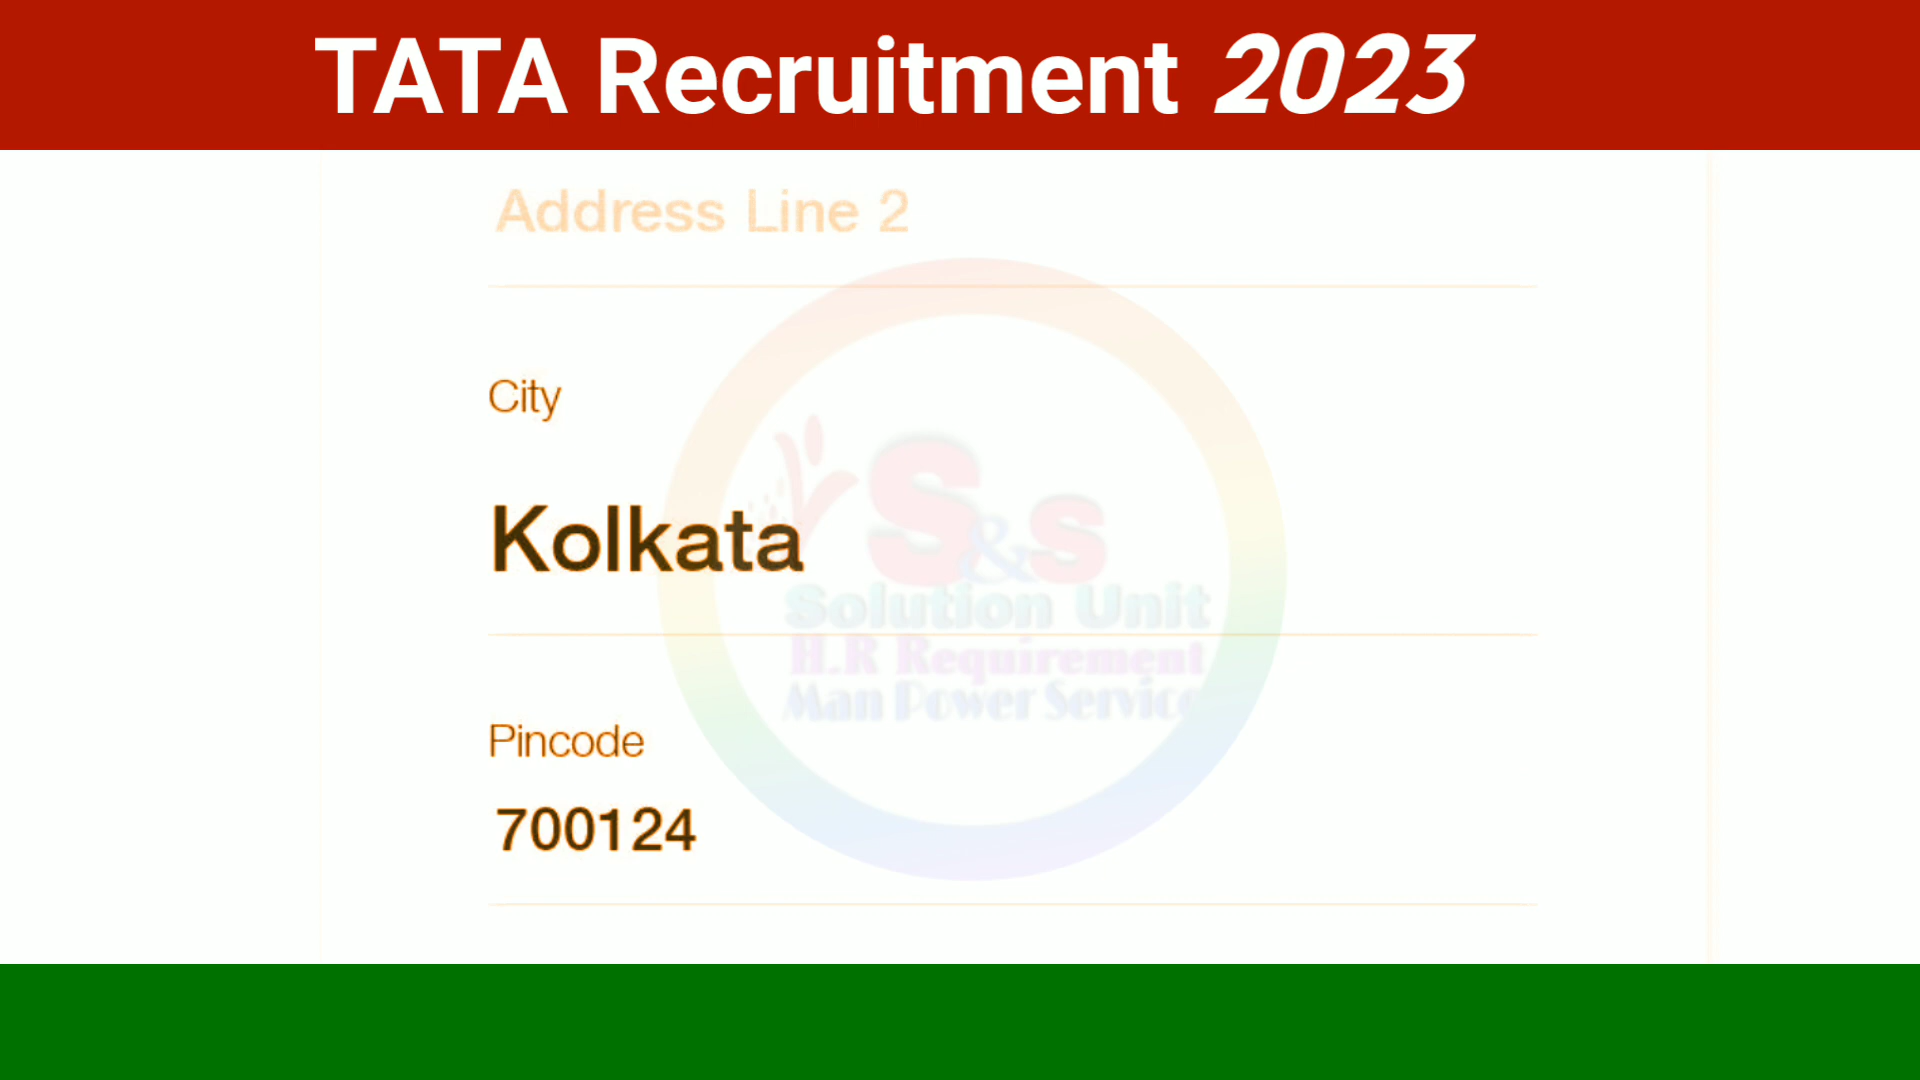 TATA Recruitment 2023
Address Line 2
City
Kolkata
S&S
Solution Unit
H.R Requirement
Man Power Service
Pincode
700124